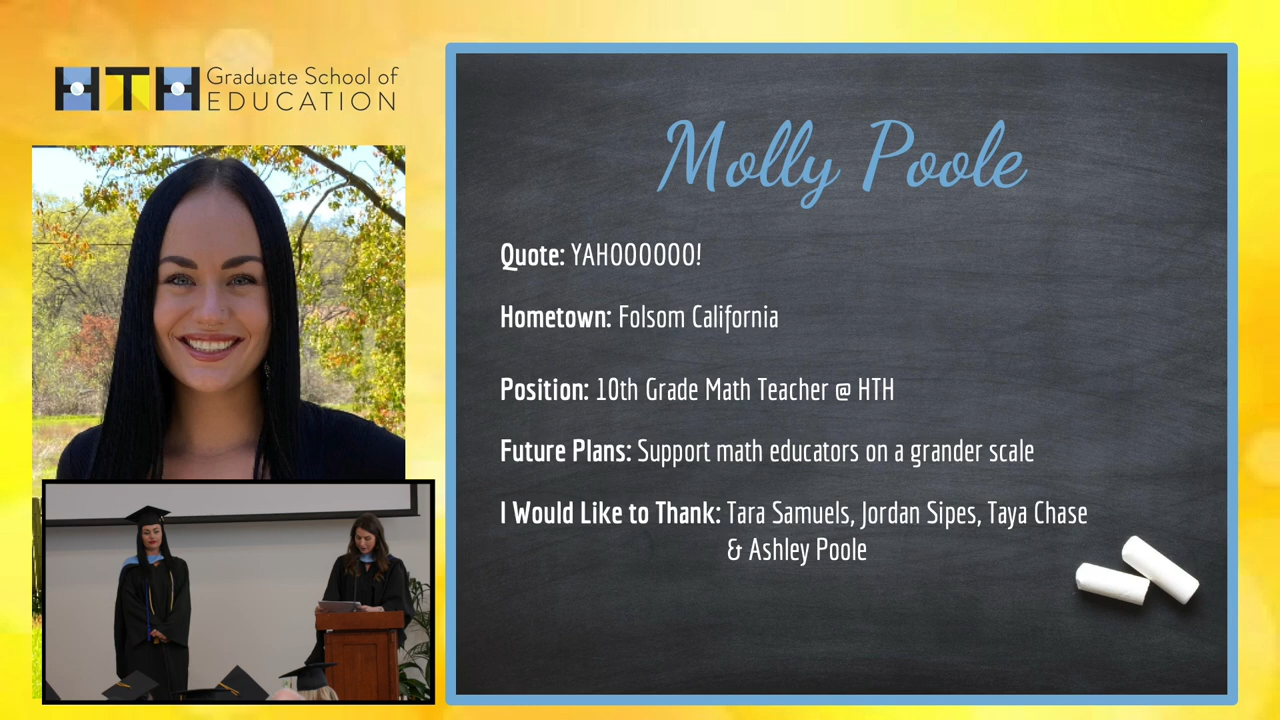 HTH Graduate School of
EDUCATION
Molly Poole
Quote: YAHOOOOOO!
Hometown: Folsom California
Position: 10th Grade Math Teacher @ HTH
Future Plans: Support math educators on a grander scale
I Would Like to Thank: Tara Samuels, Jordan Sipes, Taya Chase
& Ashley Poole